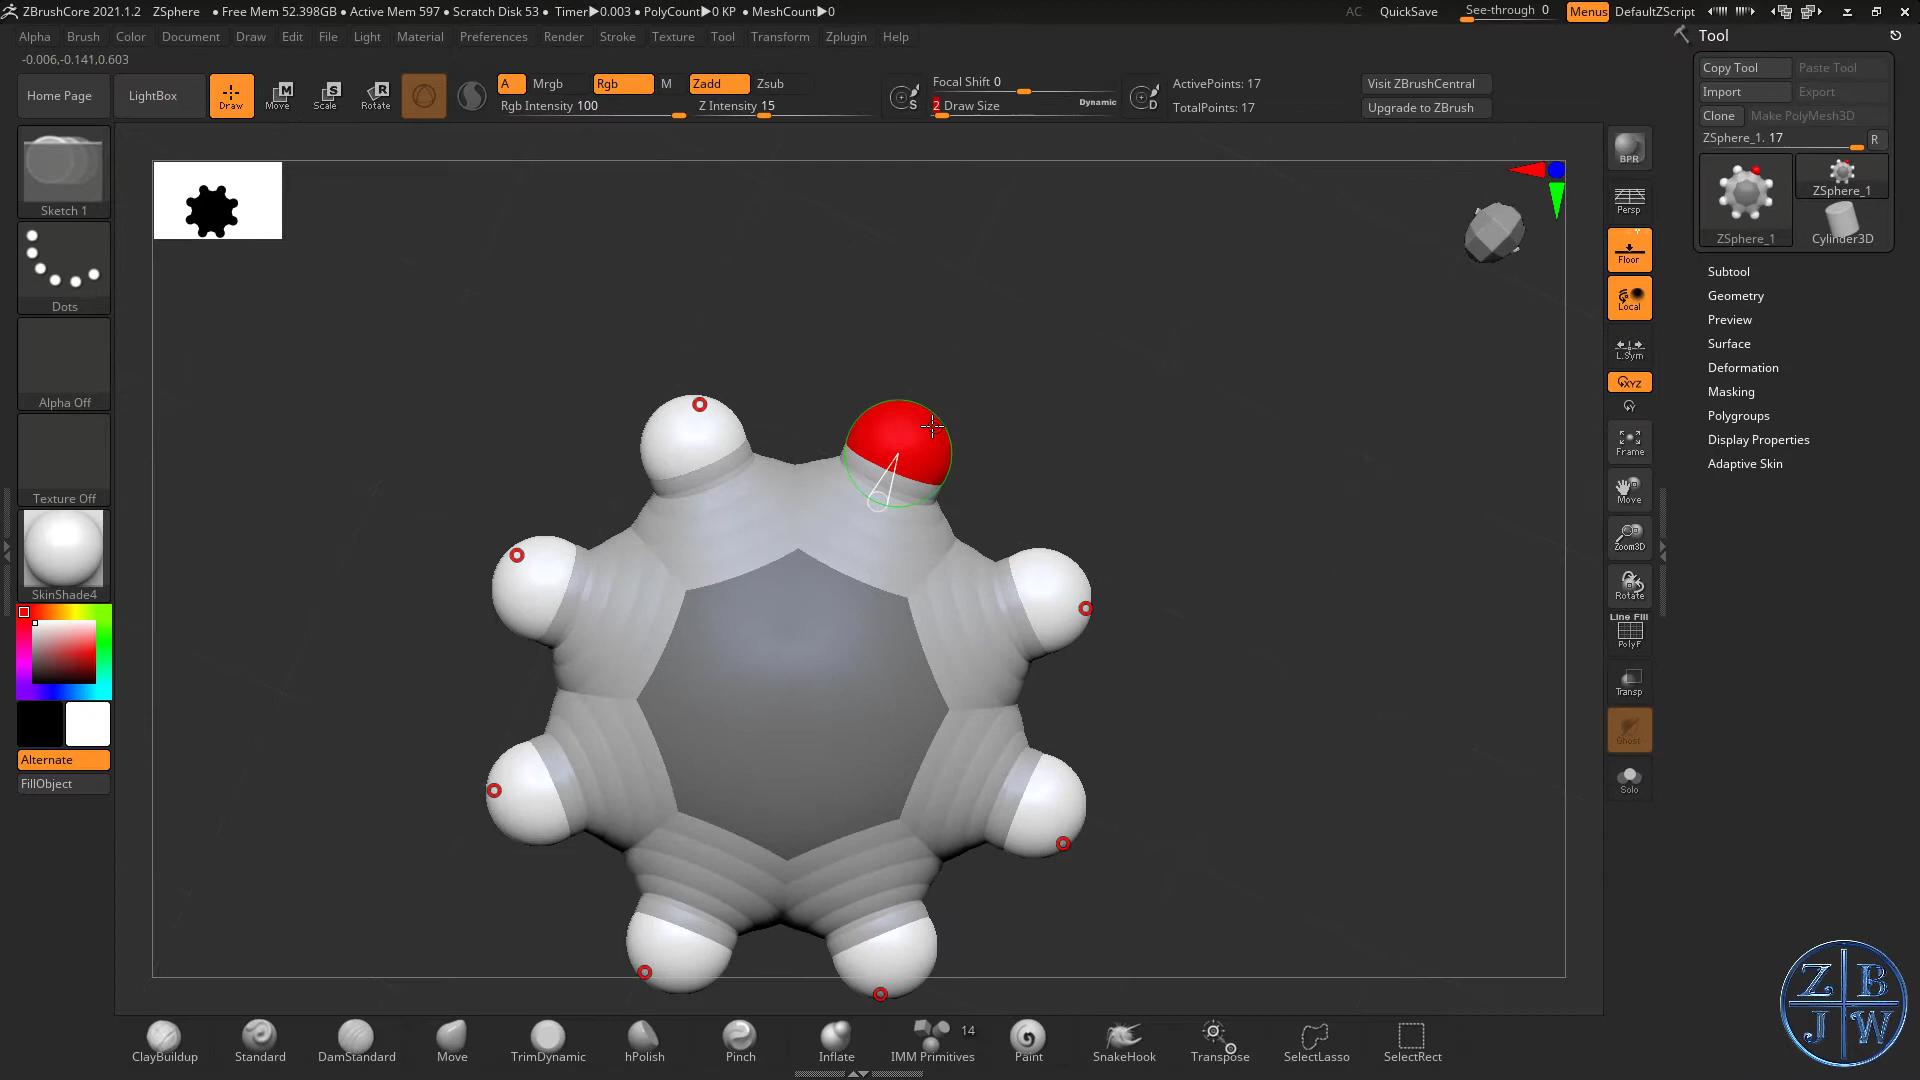 ZBrushCore 2021.1.2 ZSphere ● Free Mem 52.398GB ● Active Mem 597 ● Scratch Disk 53 ● Timer▶0.003 ● PolyCount▶0 KP ● MeshCount▶0 AC QuickSave See-through 0 Menus DefaultZScript
Alpha Brush Color Document Draw Edit File Light Material Preferences Render Stroke Texture Tool Transform Zplugin Help
Tool
-0.006,-0.141,0.603
Home Page
LightBox
Draw
Move
Scale
Rotate
A Mrgb Rgb M Zadd Zsub
Rgb Intensity 100 Z Intensity 15
S
Focal Shift 0
2 Draw Size Dynamic
D
ActivePoints: 17
TotalPoints: 17
Visit ZBrushCentral
Upgrade to ZBrush
Copy Tool Paste Tool
Import Export
Clone Make PolyMesh3D
ZSphere_1. 17 R
ZSphere_1
ZSphere_1
Cylinder3D
Subtool
Geometry
Preview
Surface
Deformation
Masking
Polygroups
Display Properties
Adaptive Skin
Sketch 1
Dots
Alpha Off
Texture Off
SkinShade4
Alternate
FillObject
BPR
Persp
Floor
Local
L.Sym
XYZ
Y
Frame
Move
Zoom3D
Rotate
Line Fill
PolyF
Transp
Ghost
Solo
ClayBuildup
Standard
DamStandard
Move
TrimDynamic
hPolish
Pinch
Inflate
14
IMM Primitives
Paint
SnakeHook
Transpose
SelectLasso
SelectRect
Z B
J W